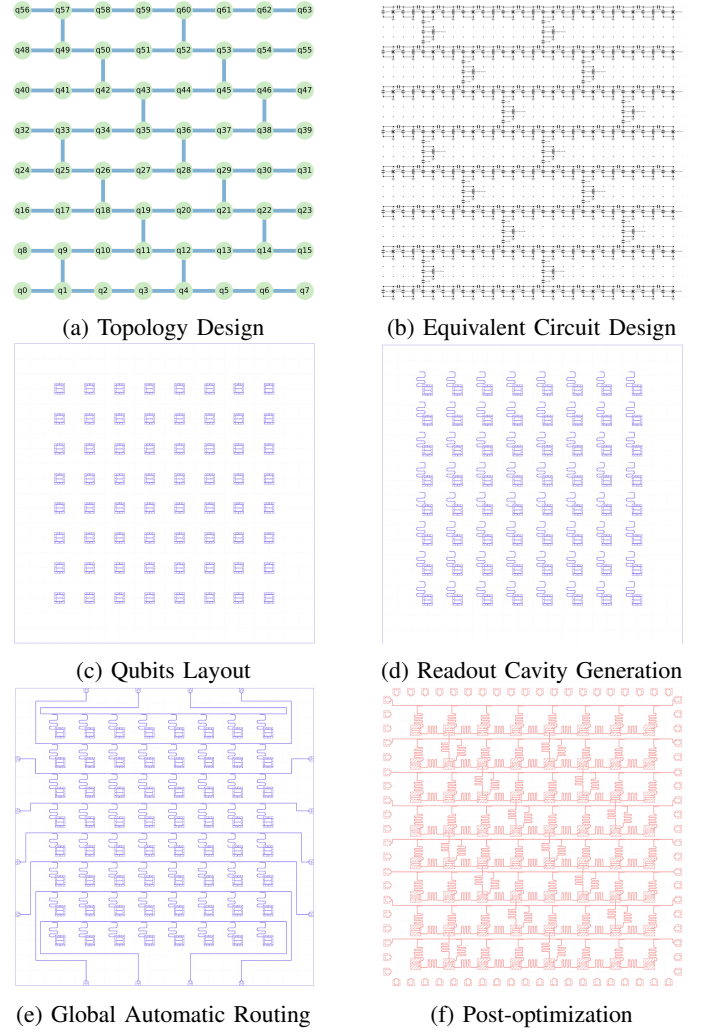 q56 q57 q58 q59 q60 q61 q62 q63
q48 q49 q50 q51 q52 q53 q54 q55
q40 q41 q42 q43 q44 q45 q46 q47
q32 q33 q34 q35 q36 q37 q38 q39
q24 q25 q26 q27 q28 q29 q30 q31
q16 q17 q18 q19 q20 q21 q22 q23
q8 q9 q10 q11 q12 q13 q14 q15
q0 q1 q2 q3 q4 q5 q6 q7
(a) Topology Design
(b) Equivalent Circuit Design
(c) Qubits Layout
(d) Readout Cavity Generation
(e) Global Automatic Routing
(f) Post-optimization